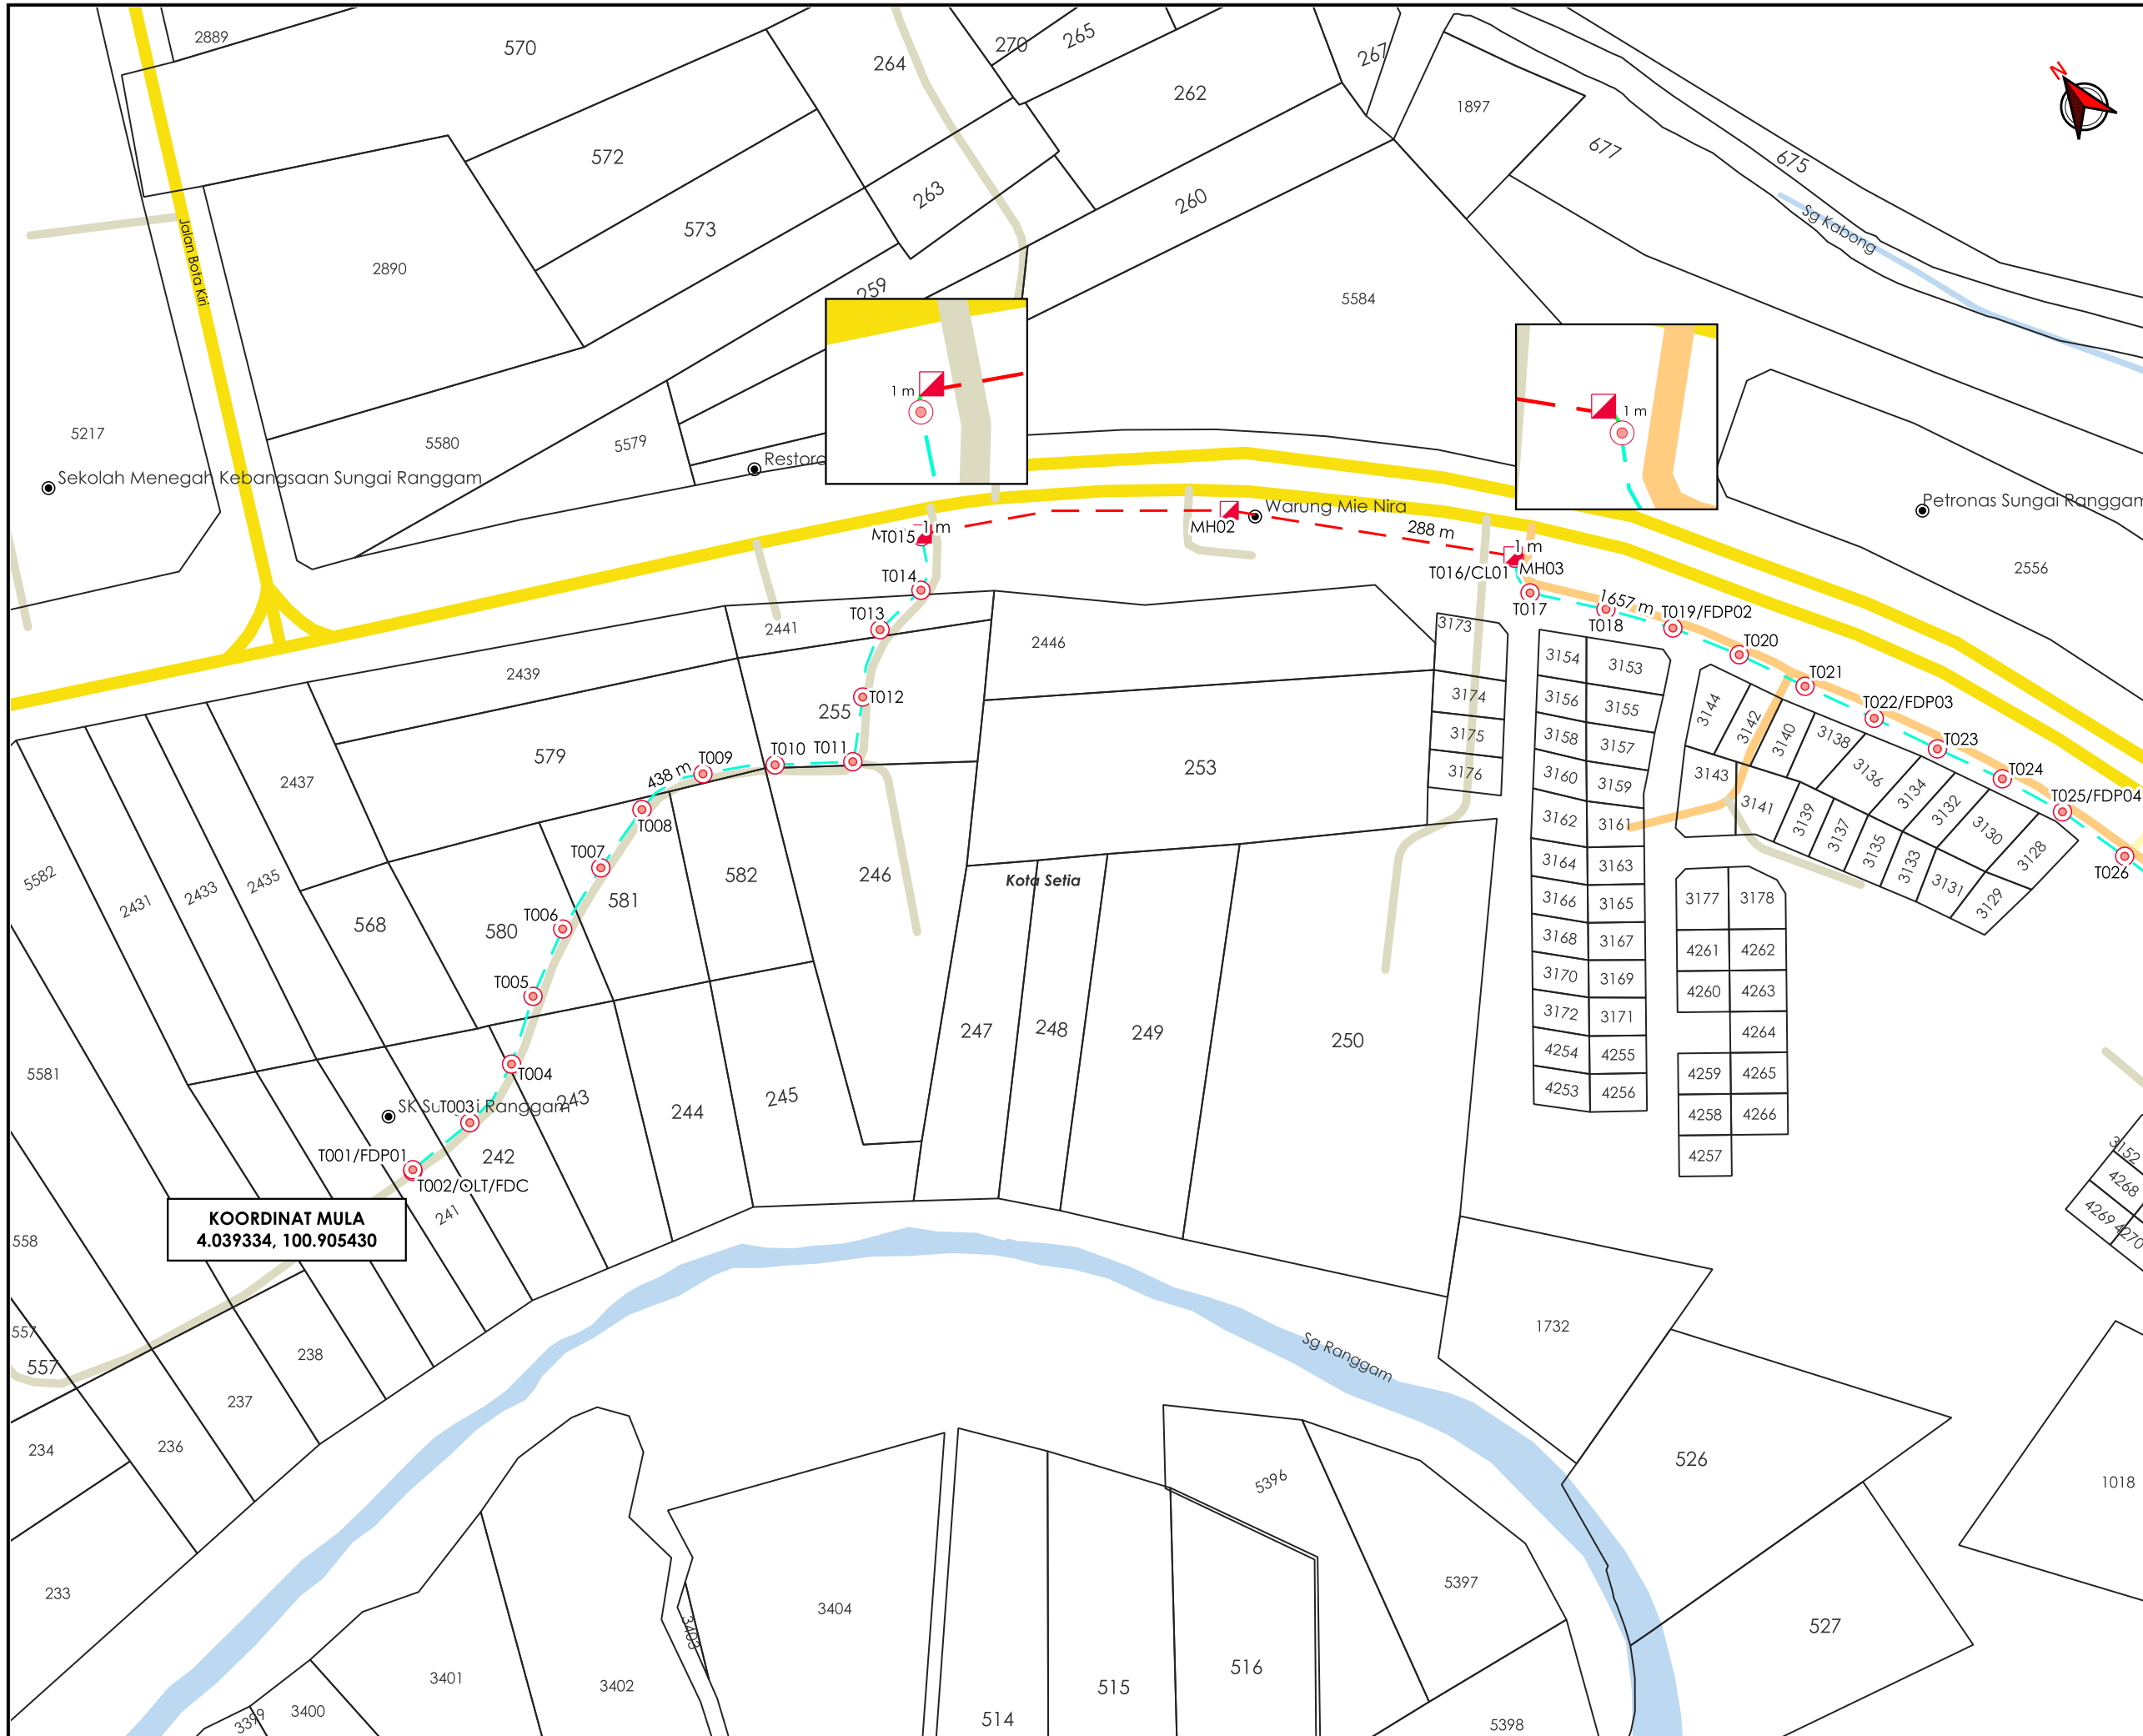 2889
570
264
270
265
267
262
1897
N
572
677
675
263
260
573
Sg Kabong
Jalan Bota Kiri
2890
259
5584
1 m
1 m
5217
5580
5579
Sekolah Menegah Kebangsaan Sungai Ranggam
Restora
Petronas Sungai Ranggam
Warung Mie Nira
MH02
288 m
T015
1 m
1 m
T016/CL01
MH03
2556
T014
T017
1657 m
T018
T019/FDP02
T013
2441
2446
3173
T020
3154
3153
2439
T021
T012
255
3174
3156
3155
3144
3142
T022/FDP03
T023
3175
3158
3157
3140
3138
579
438 m
T009
T010
T011
253
3176
3160
3159
3143
3136
T024
2437
3141
3134
3132
T025/FDP04
T008
3162
3161
3139
3137
3135
3130
3128
T007
3164
3163
3133
3131
3129
T026
5582
2431
2433
2435
582
246
Kota Setia
568
580
T006
581
3166
3165
3177
3178
3168
3167
4261
4262
T005
3170
3169
4260
4263
247
248
249
250
3172
3171
4264
5581
T004
4254
4255
4259
4265
SK Su
T003
i Ranggam
243
244
245
4253
4256
4258
4266
T001/FDP01
242
4257
3152
T002/OLT/FDC
4268
KOORDINAT MULA
4.039334, 100.905430
241
4269
4270
558
557
557
238
Sg Ranggam
1732
237
234
236
5396
526
1018
233
3404
5397
3403
527
3401
3402
515
516
3399
3400
514
5398